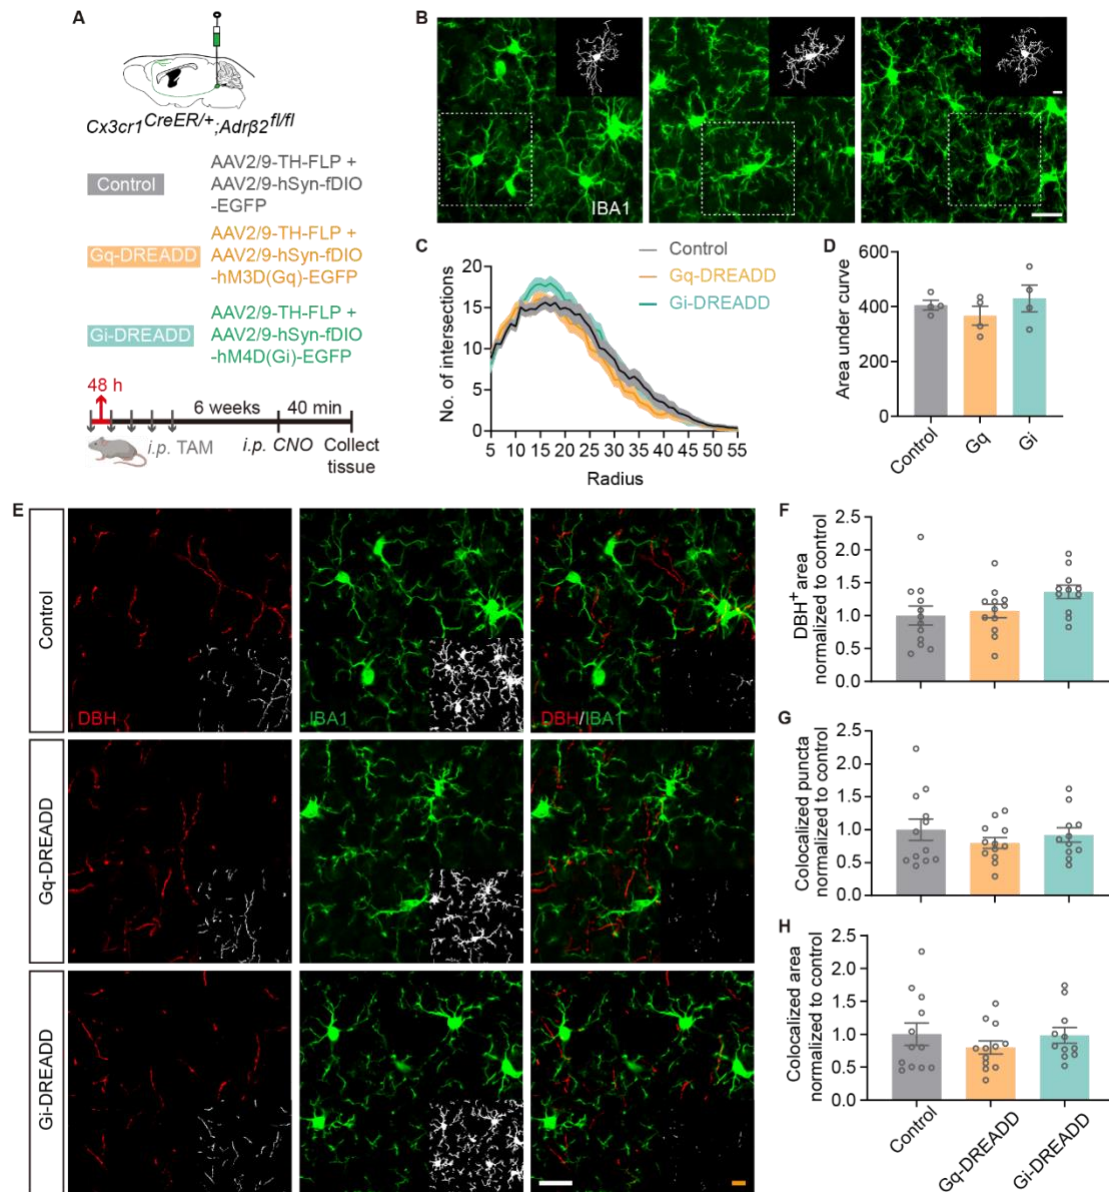 A
Cx3cr1CreER/+;Adrβ2fl/fl
Control
AAV2/9-TH-FLP +
AAV2/9-hSyn-fDIO
-EGFP
Gq-DREADD
AAV2/9-TH-FLP +
AAV2/9-hSyn-fDIO
-hM3D(Gq)-EGFP
Gi-DREADD
AAV2/9-TH-FLP +
AAV2/9-hSyn-fDIO
-hM4D(Gi)-EGFP
48 h
6 weeks 40 min
i.p. TAM i.p. CNO Collect
tissue
B
IBA1
C
Control
Gq-DREADD
Gi-DREADD
No. of intersections
20
15
10
5
0
5 10 15 20 25 30 35 40 45 50 55
Radius
D
Area under curve
600
400
200
0
Control Gq Gi
E
Control
DBH
IBA1
DBH/IBA1
Gq-DREADD
Gi-DREADD
F
DBH+ area
normalized to control
2.5
2.0
1.5
1.0
0.5
0.0
G
Colocalized puncta
normalized to control
2.5
2.0
1.5
1.0
0.5
0.0
H
Colocalized area
normalized to control
2.5
2.0
1.5
1.0
0.5
0.0
Control Gq-DREADD Gi-DREADD